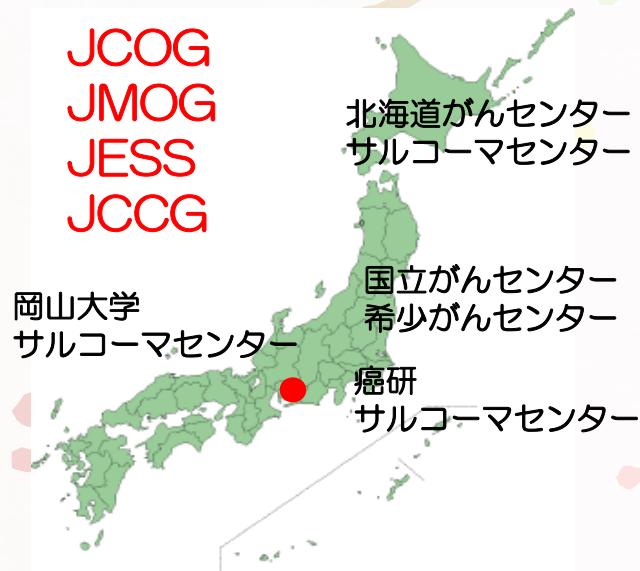 JCOG
JMOG
JESS
JCCG
北海道がんセンター
サルコーマセンター
国立がんセンター
希少がんセンター
岡山大学
サルコーマセンター
癌研
サルコーマセンター